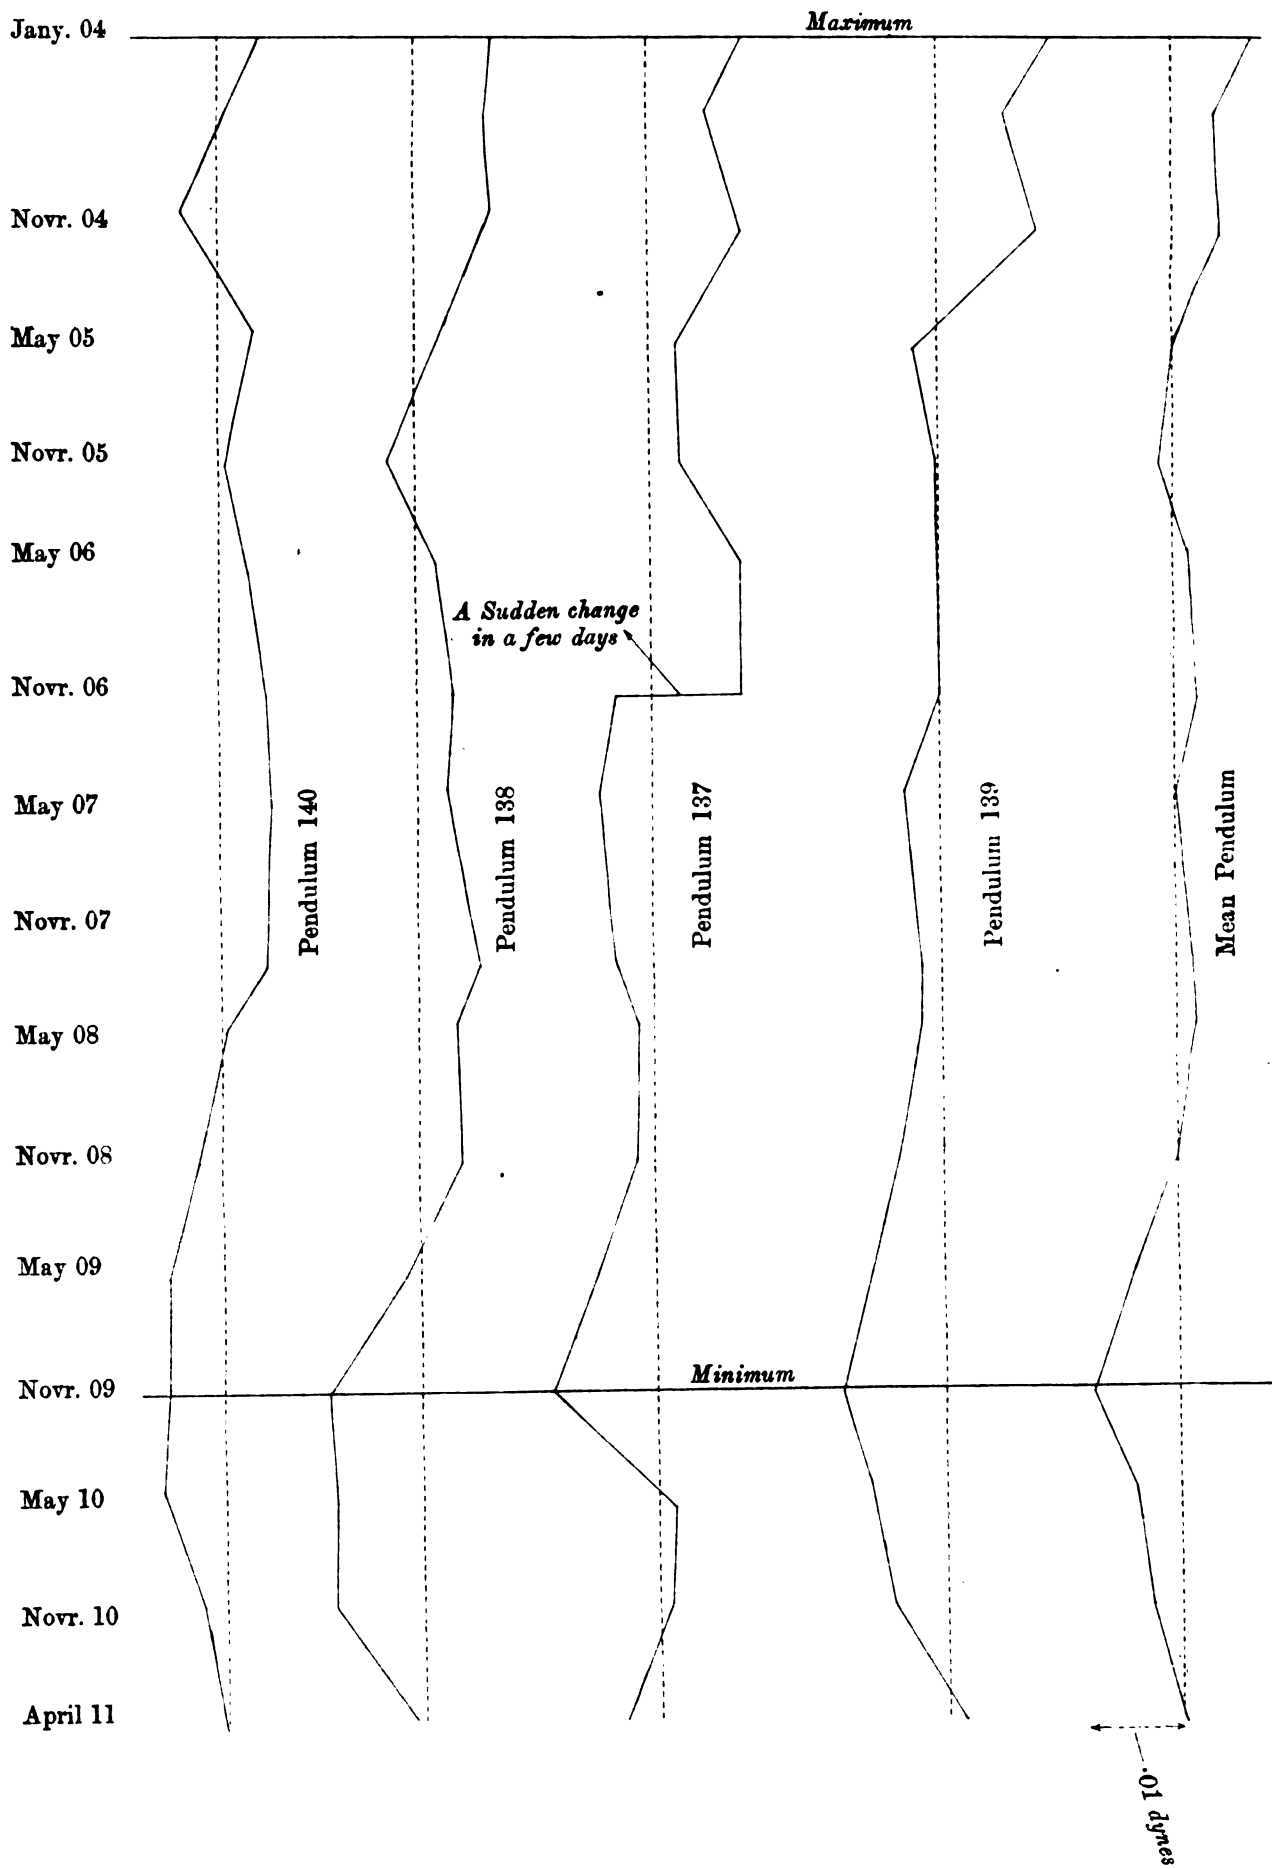 Jany. 04
Maximum
Novr. 04
May 05
Novr. 05
May 06
A Sudden change
in a few days
Novr. 06
May 07
Pendulum 140
Pendulum 138
Pendulum 137
Pendulum 139
Mean Pendulum
Novr. 07
May 08
Novr. 08
May 09
Minimum
Novr. 09
May 10
Novr. 10
April 11
.01 dynes